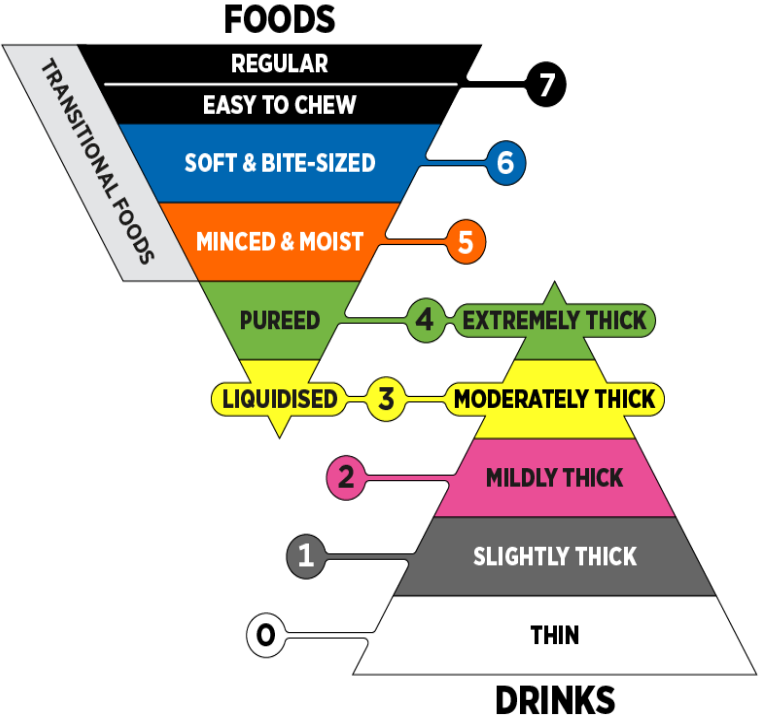 FOODS
REGULAR
7
EASY TO CHEW
TRANSITIONAL FOODS
SOFT & BITE-SIZED
6
MINCED & MOIST
5
PUREED
4
EXTREMELY THICK
LIQUIDISED
3
MODERATELY THICK
2
MILDLY THICK
1
SLIGHTLY THICK
0
THIN
DRINKS